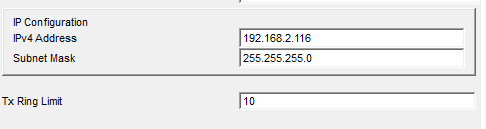 IP Configuration
IPv4 Address 192.168.2.116
Subnet Mask 255.255.255.0
Tx Ring Limit 10